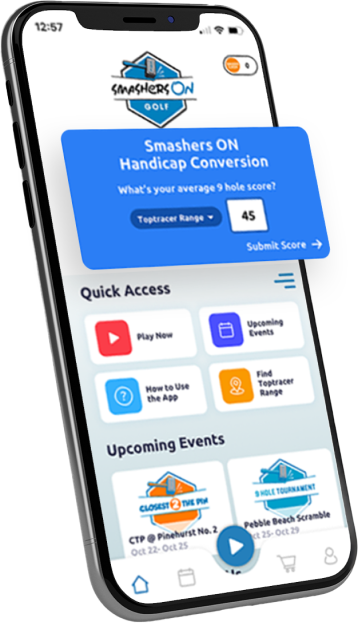 12:57
SMASHERS ON
GOLF
0
Smashers ON
Handicap Conversion
What's your average 9 hole score?
Toptracer Range
45
Submit Score
Quick Access
Play Now
Upcoming
Events
How to Use
the App
Find
Toptracer
Range
Upcoming Events
CLOSEST 2 THE PIN
9 HOLE TOURNAMENT
CTP @ Pinehurst No. 2
Oct 22- Oct 25
Pebble Beach Scramble
Oct 25- Oct 29